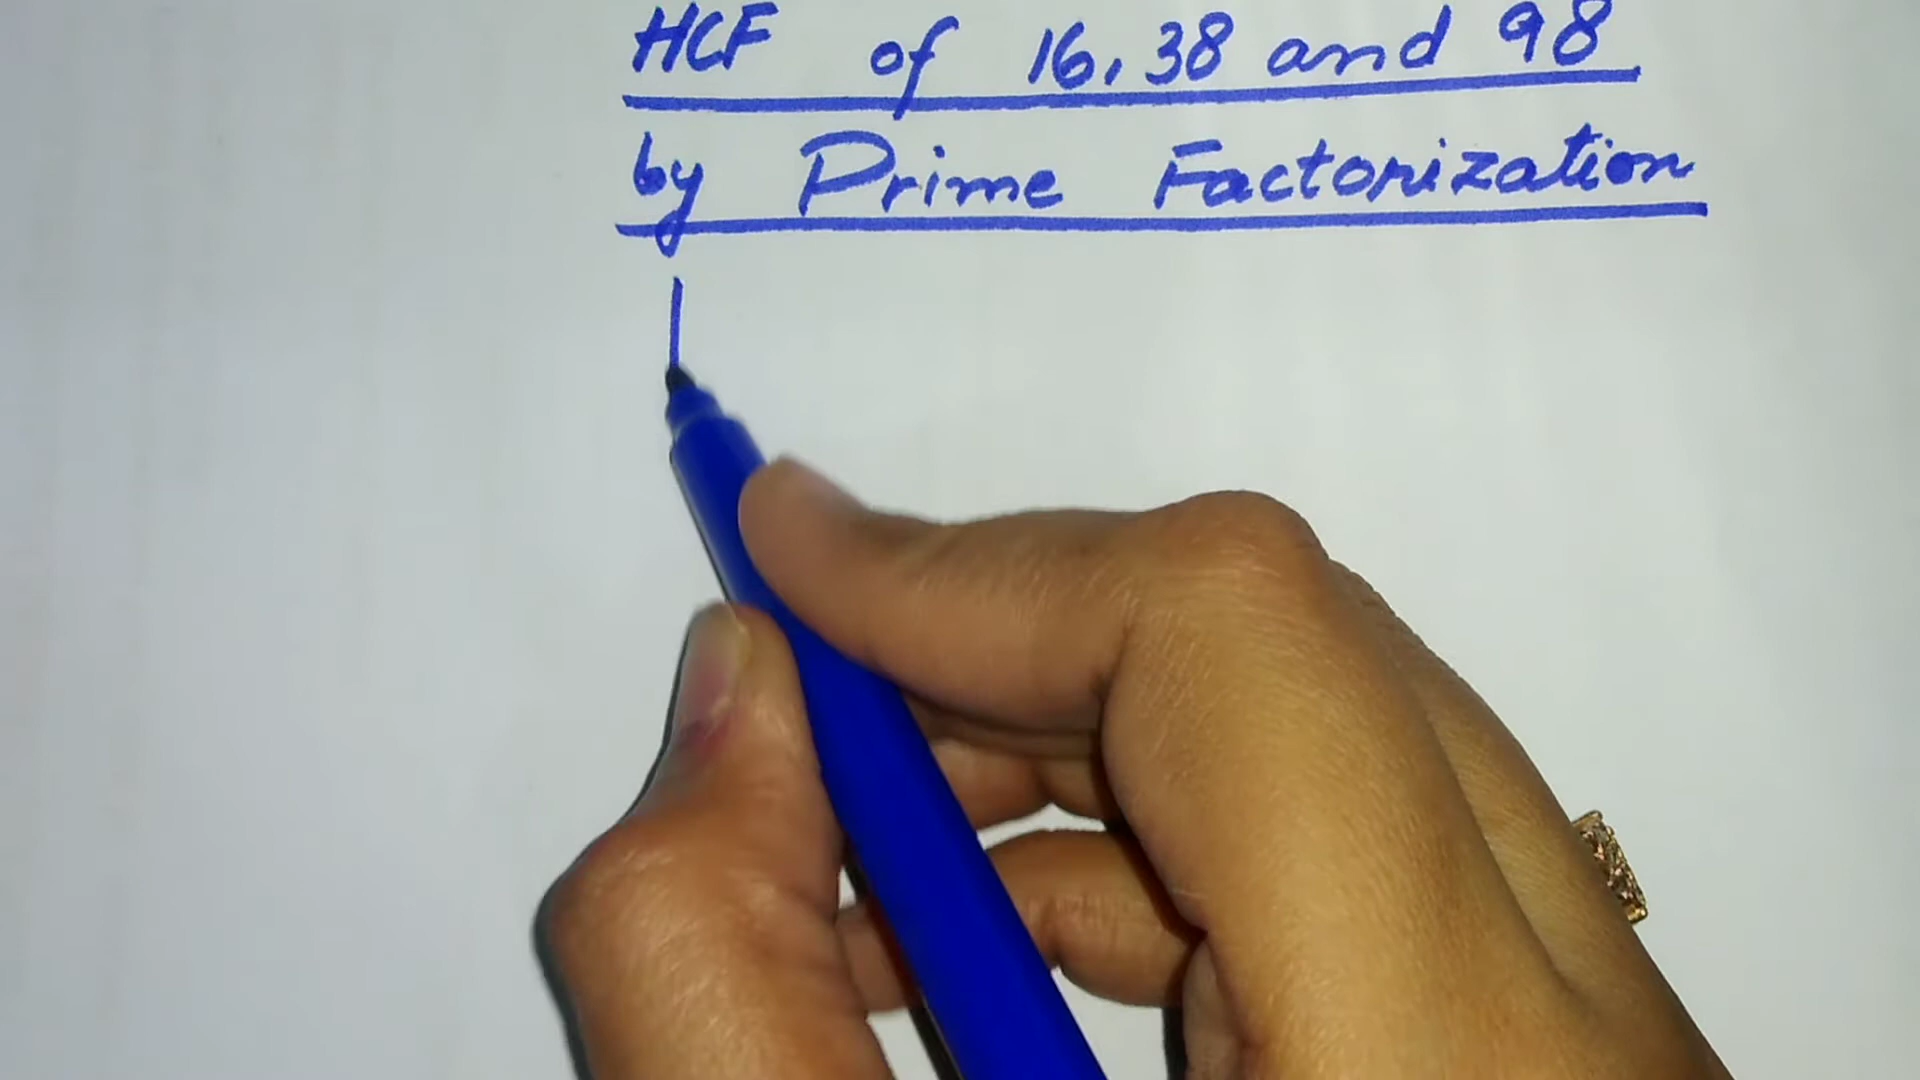 HCF of 16, 38 and 98
by Prime Factorization